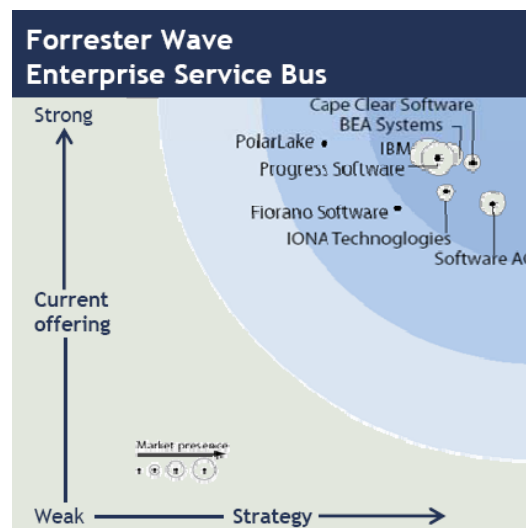 Forrester Wave
Enterprise Service Bus
Strong
Cape Clear Software
BEA Systems
PolarLake
IBM
Progress Software
Fiorano Software
IONA Technoglogies
Software AG
Current
offering
Market presence
Weak
Strategy